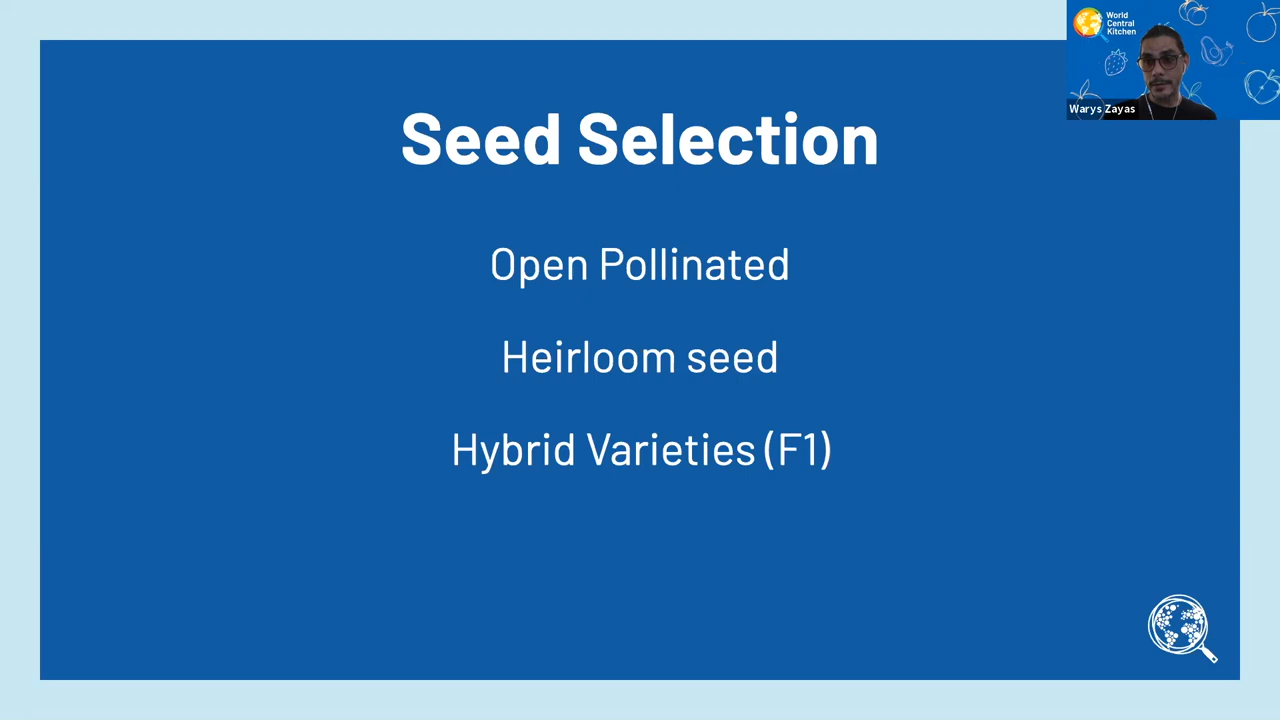 World
Central
Kitchen
Warys Zayas
Seed Selection
Open Pollinated
Heirloom seed
Hybrid Varieties (F1)